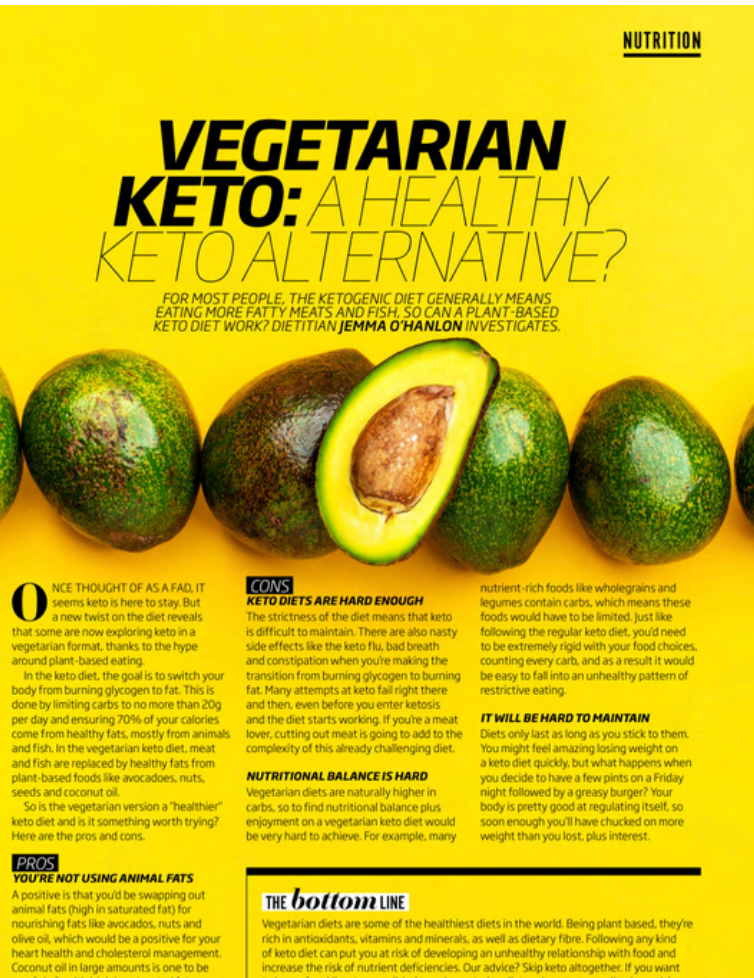 NUTRITION
VEGETARIAN
KETO: A HEALTHY
KETO ALTERNATIVE?
FOR MOST PEOPLE, THE KETOGENIC DIET GENERALLY MEANS
EATING MORE FATTY MEATS AND FISH, SO CAN A PLANT-BASED
KETO DIET WORK? DIETITIAN JEMMA O'HANLON INVESTIGATES.
ONCE THOUGHT OF AS A FAD, IT
seems keto is here to stay. But
a new twist on the diet reveals
that some are now exploring keto in a
vegetarian format, thanks to the hype
around plant-based eating.
In the keto diet, the goal is to switch your
body from burning glycogen to fat. This is
done by limiting carbs to no more than 20g
per day and ensuring 70% of your calories
come from healthy fats, mostly from animals
and fish. In the vegetarian keto diet, meat
and fish are replaced by healthy fats from
plant-based foods like avocadoes, nuts,
seeds and coconut oil.
So is the vegetarian version a "healthier"
keto diet and is it something worth trying?
Here are the pros and cons.
PROS
YOU'RE NOT USING ANIMAL FATS
A positive is that you'd be swapping out
animal fats (high in saturated fat) for
nourishing fats like avocados, nuts and
olive oil, which would be a positive for your
heart health and cholesterol management.
Coconut oil in large amounts is one to be
CONS
KETO DIETS ARE HARD ENOUGH
The strictness of the diet means that keto
is difficult to maintain. There are also nasty
side effects like the keto flu, bad breath
and constipation when you're making the
transition from burning glycogen to burning
fat. Many attempts at keto fail right there
and then, even before you enter ketosis
and the diet starts working. If you're a meat
lover, cutting out meat is going to add to the
complexity of this already challenging diet.
NUTRITIONAL BALANCE IS HARD
Vegetarian diets are naturally higher in
carbs, so to find nutritional balance plus
enjoyment on a vegetarian keto diet would
be very hard to achieve. For example, many
nutrient-rich foods like wholegrains and
legumes contain carbs, which means these
foods would have to be limited. Just like
following the regular keto diet, you'd need
to be extremely rigid with your food choices,
counting every carb, and as a result it would
be easy to fall into an unhealthy pattern of
restrictive eating.
IT WILL BE HARD TO MAINTAIN
Diets only last as long as you stick to them.
You might feel amazing losing weight on
a keto diet quickly, but what happens when
you decide to have a few pints on a Friday
night followed by a greasy burger? Your
body is pretty good at regulating itself, so
soon enough you'll have chucked on more
weight than you lost, plus interest.
THE bottom LINE
Vegetarian diets are some of the healthiest diets in the world. Being plant based, they're
rich in antioxidants, vitamins and minerals, as well as dietary fibre. Following any kind
of keto diet can put you at risk of developing an unhealthy relationship with food and
increase the risk of nutrient deficiencies. Our advice? Skip keto altogether. If you want